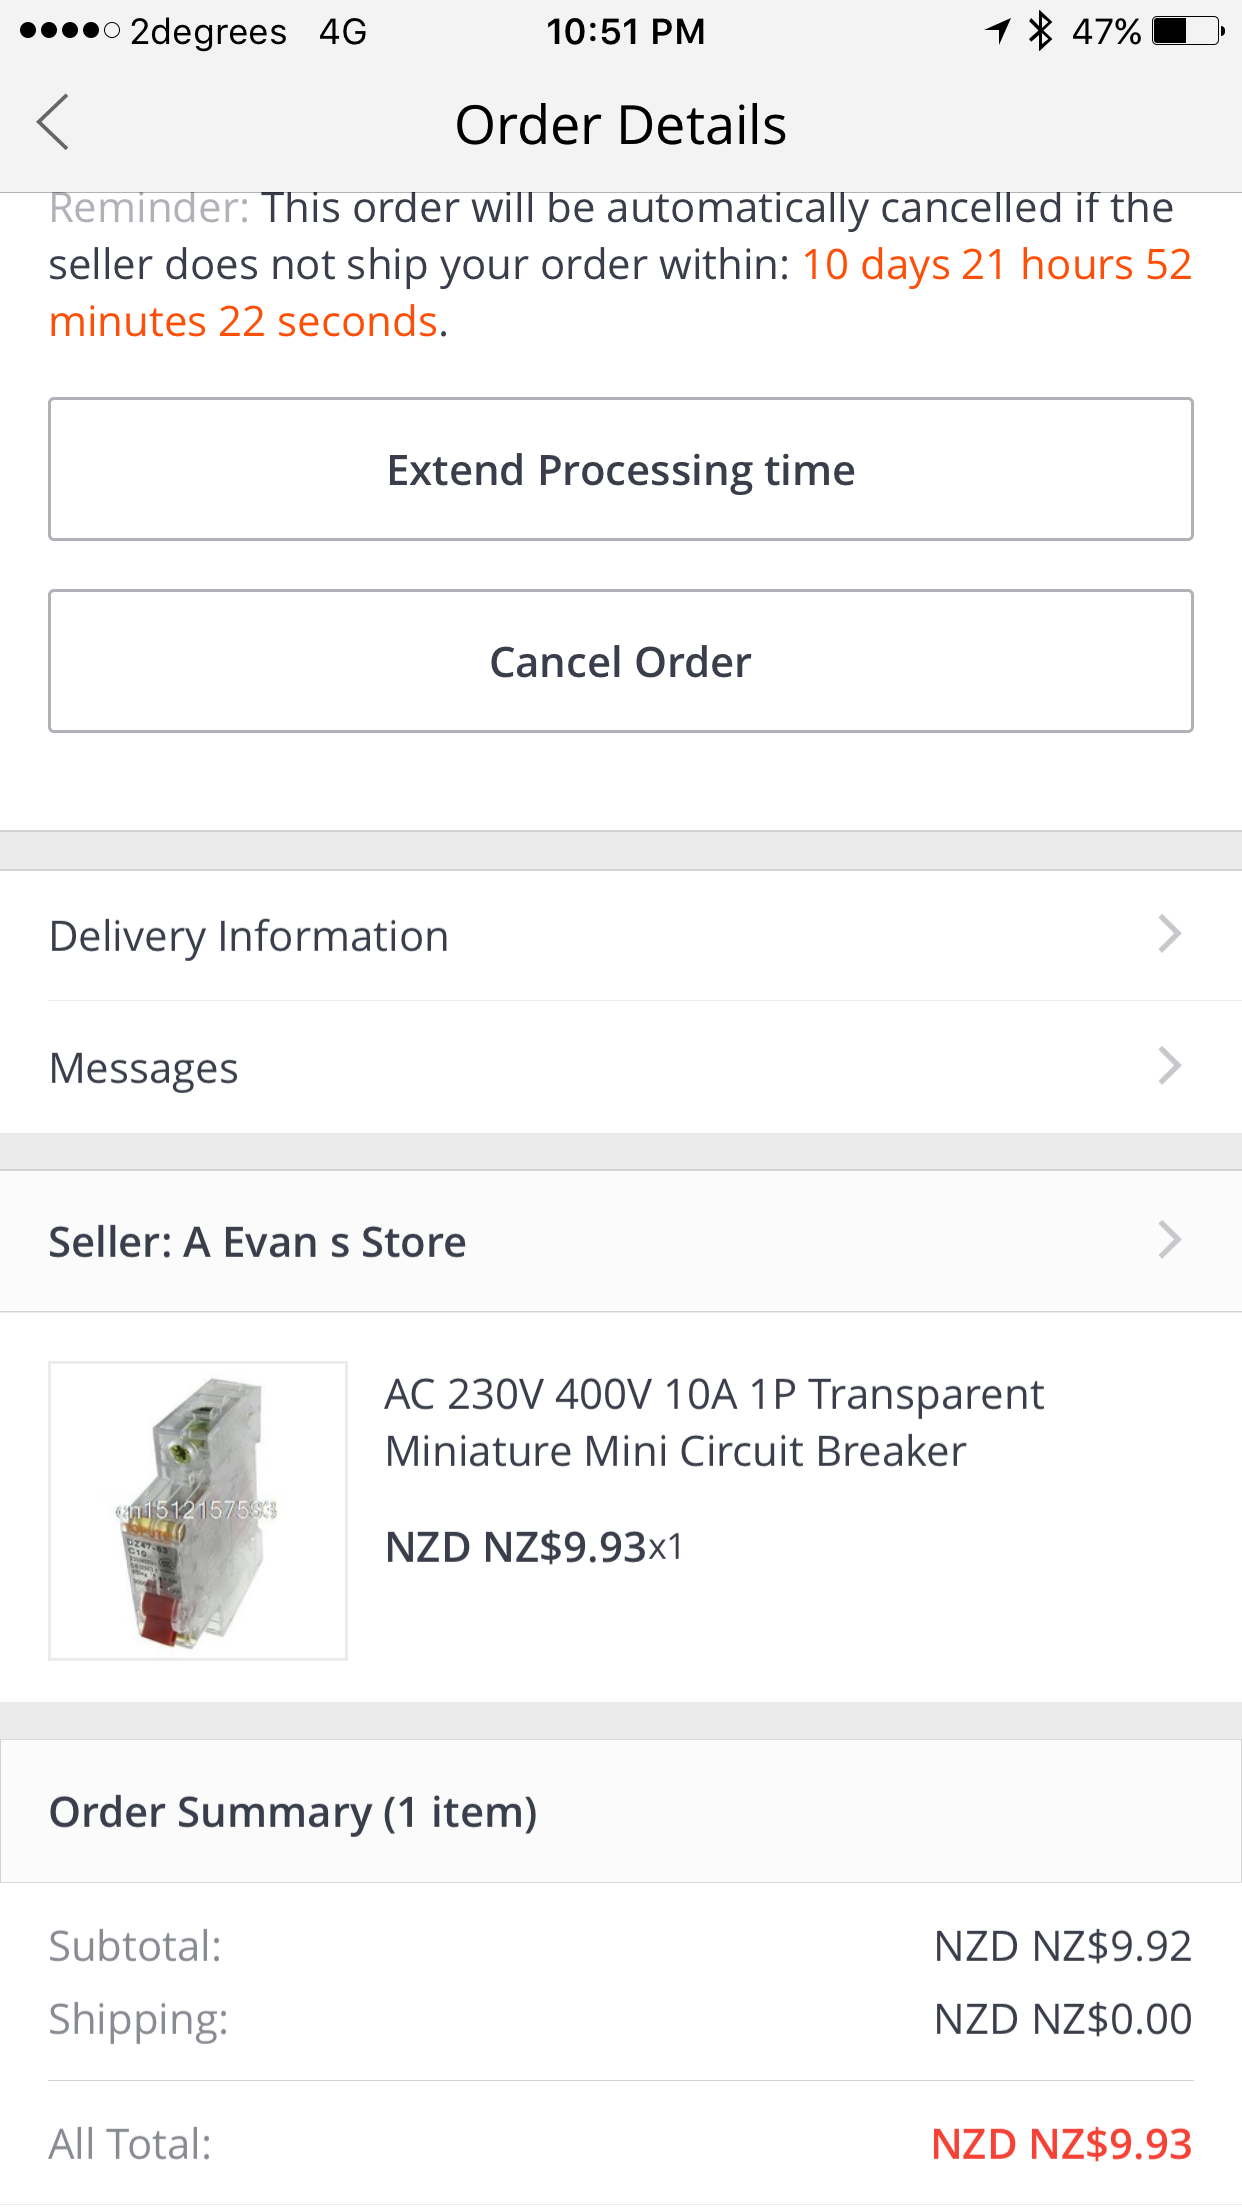 2degrees 4G 10:51 PM 47%
Order Details
Reminder: This order will be automatically cancelled if the
seller does not ship your order within: 10 days 21 hours 52
minutes 22 seconds.
Extend Processing time
Cancel Order
Delivery Information
Messages
Seller: A Evan s Store
AC 230V 400V 10A 1P Transparent
Miniature Mini Circuit Breaker
NZD NZ$9.93x1
cn1512157583
DZ47-63
C10
Order Summary (1 item)
Subtotal: NZD NZ$9.92
Shipping: NZD NZ$0.00
All Total: NZD NZ$9.93